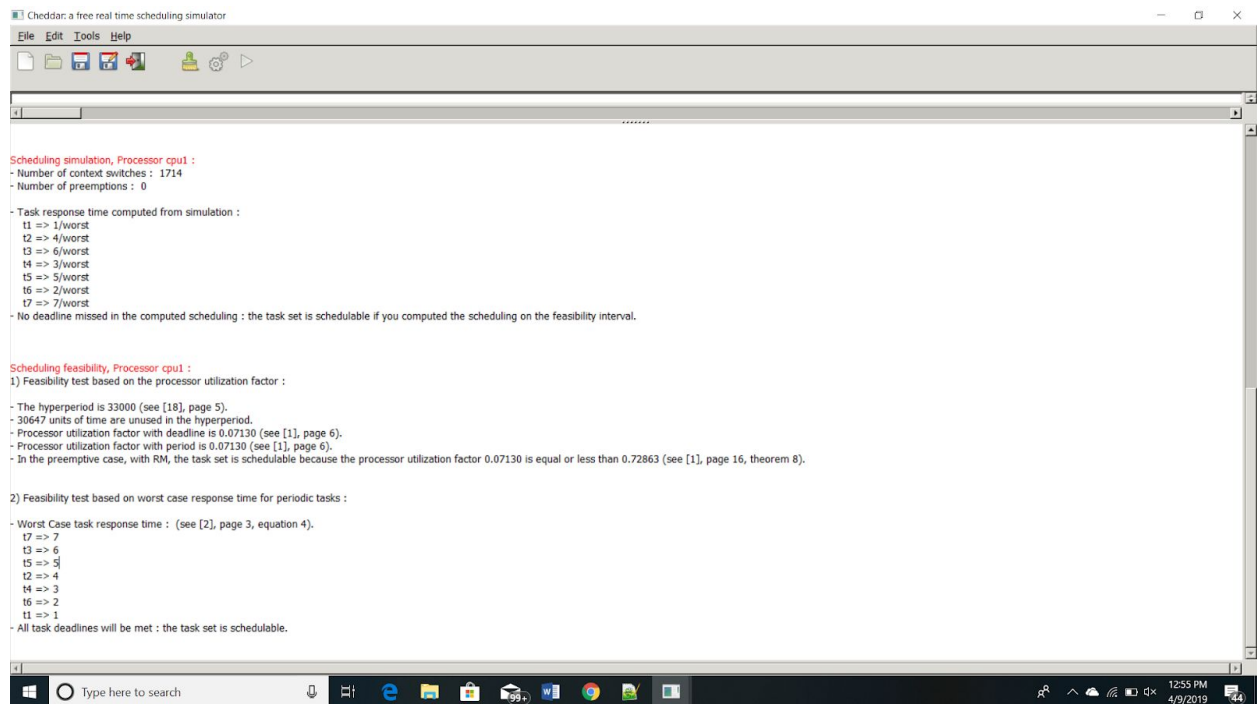 Cheddar: a free real time scheduling simulator
File Edit Tools Help
Scheduling simulation, Processor cpu1 :
- Number of context switches :  1714
- Number of preemptions :  0
- Task response time computed from simulation :
t1 => 1/worst
t2 => 4/worst
t3 => 6/worst
t4 => 3/worst
t5 => 5/worst
t6 => 2/worst
t7 => 7/worst
- No deadline missed in the computed scheduling : the task set is schedulable if you computed the scheduling on the feasibility interval.
Scheduling feasibility, Processor cpu1 :
1) Feasibility test based on the processor utilization factor :
- The hyperperiod is 33000 (see [18], page 5).
- 30647 units of time are unused in the hyperperiod.
- Processor utilization factor with deadline is 0.07130 (see [1], page 6).
- Processor utilization factor with period is 0.07130 (see [1], page 6).
- In the preemptive case, with RM, the task set is schedulable because the processor utilization factor 0.07130 is equal or less than 0.72863 (see [1], page 16, theorem 8).
2) Feasibility test based on worst case response time for periodic tasks :
- Worst Case task response time :  (see [2], page 3, equation 4).
t7 => 7
t3 => 6
t5 => 5
t2 => 4
t4 => 3
t6 => 2
t1 => 1
- All task deadlines will be met : the task set is schedulable.
Type here to search
99+
12:55 PM
4/9/2019
44